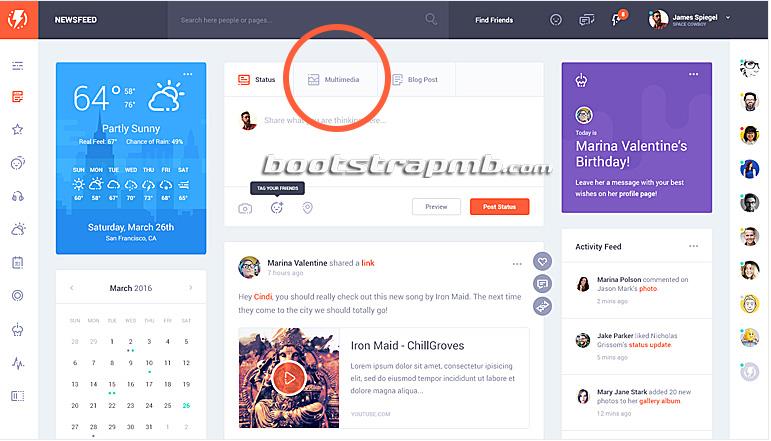 NEWSFEED
Search here people or pages...
Find Friends
6
James Spiegel
SPACE COWBOY
64°
58°
76°
Partly Sunny
Real Feel: 67° Chance of Rain: 49%
SUN MON TUE WED THU FRI SAT
60° 58° 67° 70° 58° 68° 65°
Saturday, March 26th
San Francisco, CA
March 2016
SUN MON TUE WED THU FRI SAT
28 29 1 2 3 4 5
6 7 8 9 10 11 12
13 14 15 16 17 18 19
20 21 22 23 24 25 26
27 28 29 30 31 1 2
Status
Multimedia
Blog Post
Share what you are thinking here...
bootstrapmb.com
TAG YOUR FRIENDS
Preview
Post Status
Marina Valentine shared a link
7 hours ago
Hey Cindi, you should really check out this new song by Iron Maid. The next time
they come to the city we should totally go!
Iron Maid - ChillGroves
Lorem ipsum dolor sit amet, consectetur ipisicing
elit, sed do eiusmod tempor incididunt ut labore et
dolore magna aliqua...
YOUTUBE.COM
Today is
Marina Valentine's
Birthday!
Leave her a message with your best
wishes on her profile page!
Activity Feed
Marina Polson commented on
Jason Mark's photo.
2 mins ago
Jake Parker liked Nicholas
Grissom's status update.
5 mins ago
Mary Jane Stark added 20 new
photos to her gallery album.
12 mins ago